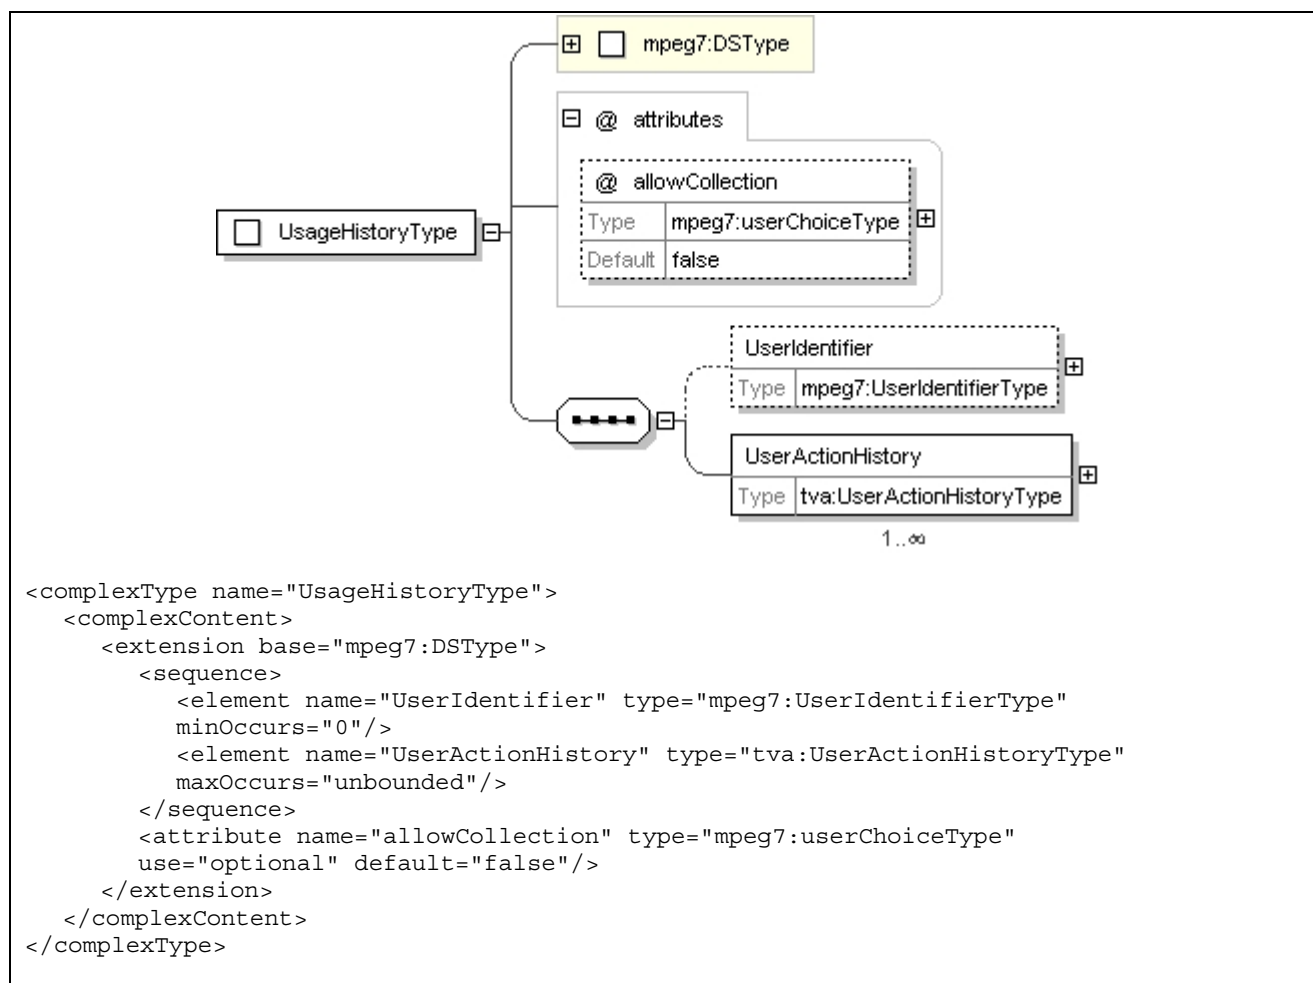 mpeg7:DSType
@ attributes
@ allowCollection
Type mpeg7:userChoiceType
Default false
UsageHistoryType
UserIdentifier
Type mpeg7:UserIdentifierType
UserActionHistory
Type tva:UserActionHistoryType
1..∞
<complexType name="UsageHistoryType">
<complexContent>
<extension base="mpeg7:DSType">
<sequence>
<element name="UserIdentifier" type="mpeg7:UserIdentifierType"
minOccurs="0"/>
<element name="UserActionHistory" type="tva:UserActionHistoryType"
maxOccurs="unbounded"/>
</sequence>
<attribute name="allowCollection" type="mpeg7:userChoiceType"
use="optional" default="false"/>
</extension>
</complexContent>
</complexType>